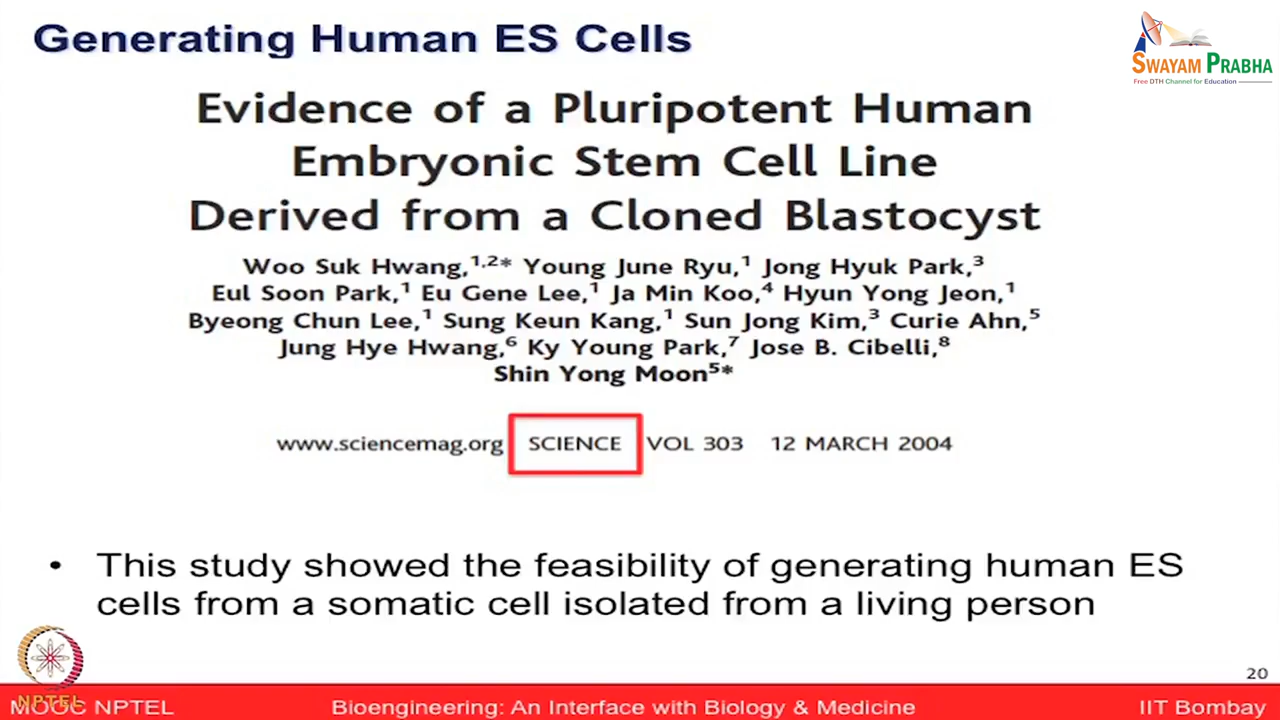 Generating Human ES Cells
SWAYAM PRABHA
Free DTH Channel for Education
Evidence of a Pluripotent Human
Embryonic Stem Cell Line
Derived from a Cloned Blastocyst
Woo Suk Hwang,1,2* Young June Ryu,1 Jong Hyuk Park,3
Eul Soon Park,1 Eu Gene Lee,1 Ja Min Koo,4 Hyun Yong Jeon,1
Byeong Chun Lee,1 Sung Keun Kang,1 Sun Jong Kim,3 Curie Ahn,5
Jung Hye Hwang,6 Ky Young Park,7 Jose B. Cibelli,8
Shin Yong Moon5*
www.sciencemag.org SCIENCE VOL 303 12 MARCH 2004
• This study showed the feasibility of generating human ES
cells from a somatic cell isolated from a living person
20
NPTEL
MOOC NPTEL Bioengineering: An Interface with Biology & Medicine IIT Bombay